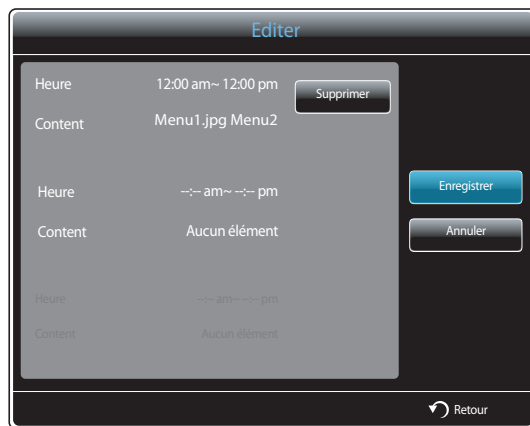 Editer
Heure 12:00 am~ 12:00 pm
Supprimer
Content Menu1.jpg Menu2
Heure --:-- am~ --:-- pm
Enregistrer
Content Aucun élément
Annuler
Heure --:-- am~ --:-- pm
Content Aucun élément
Retour